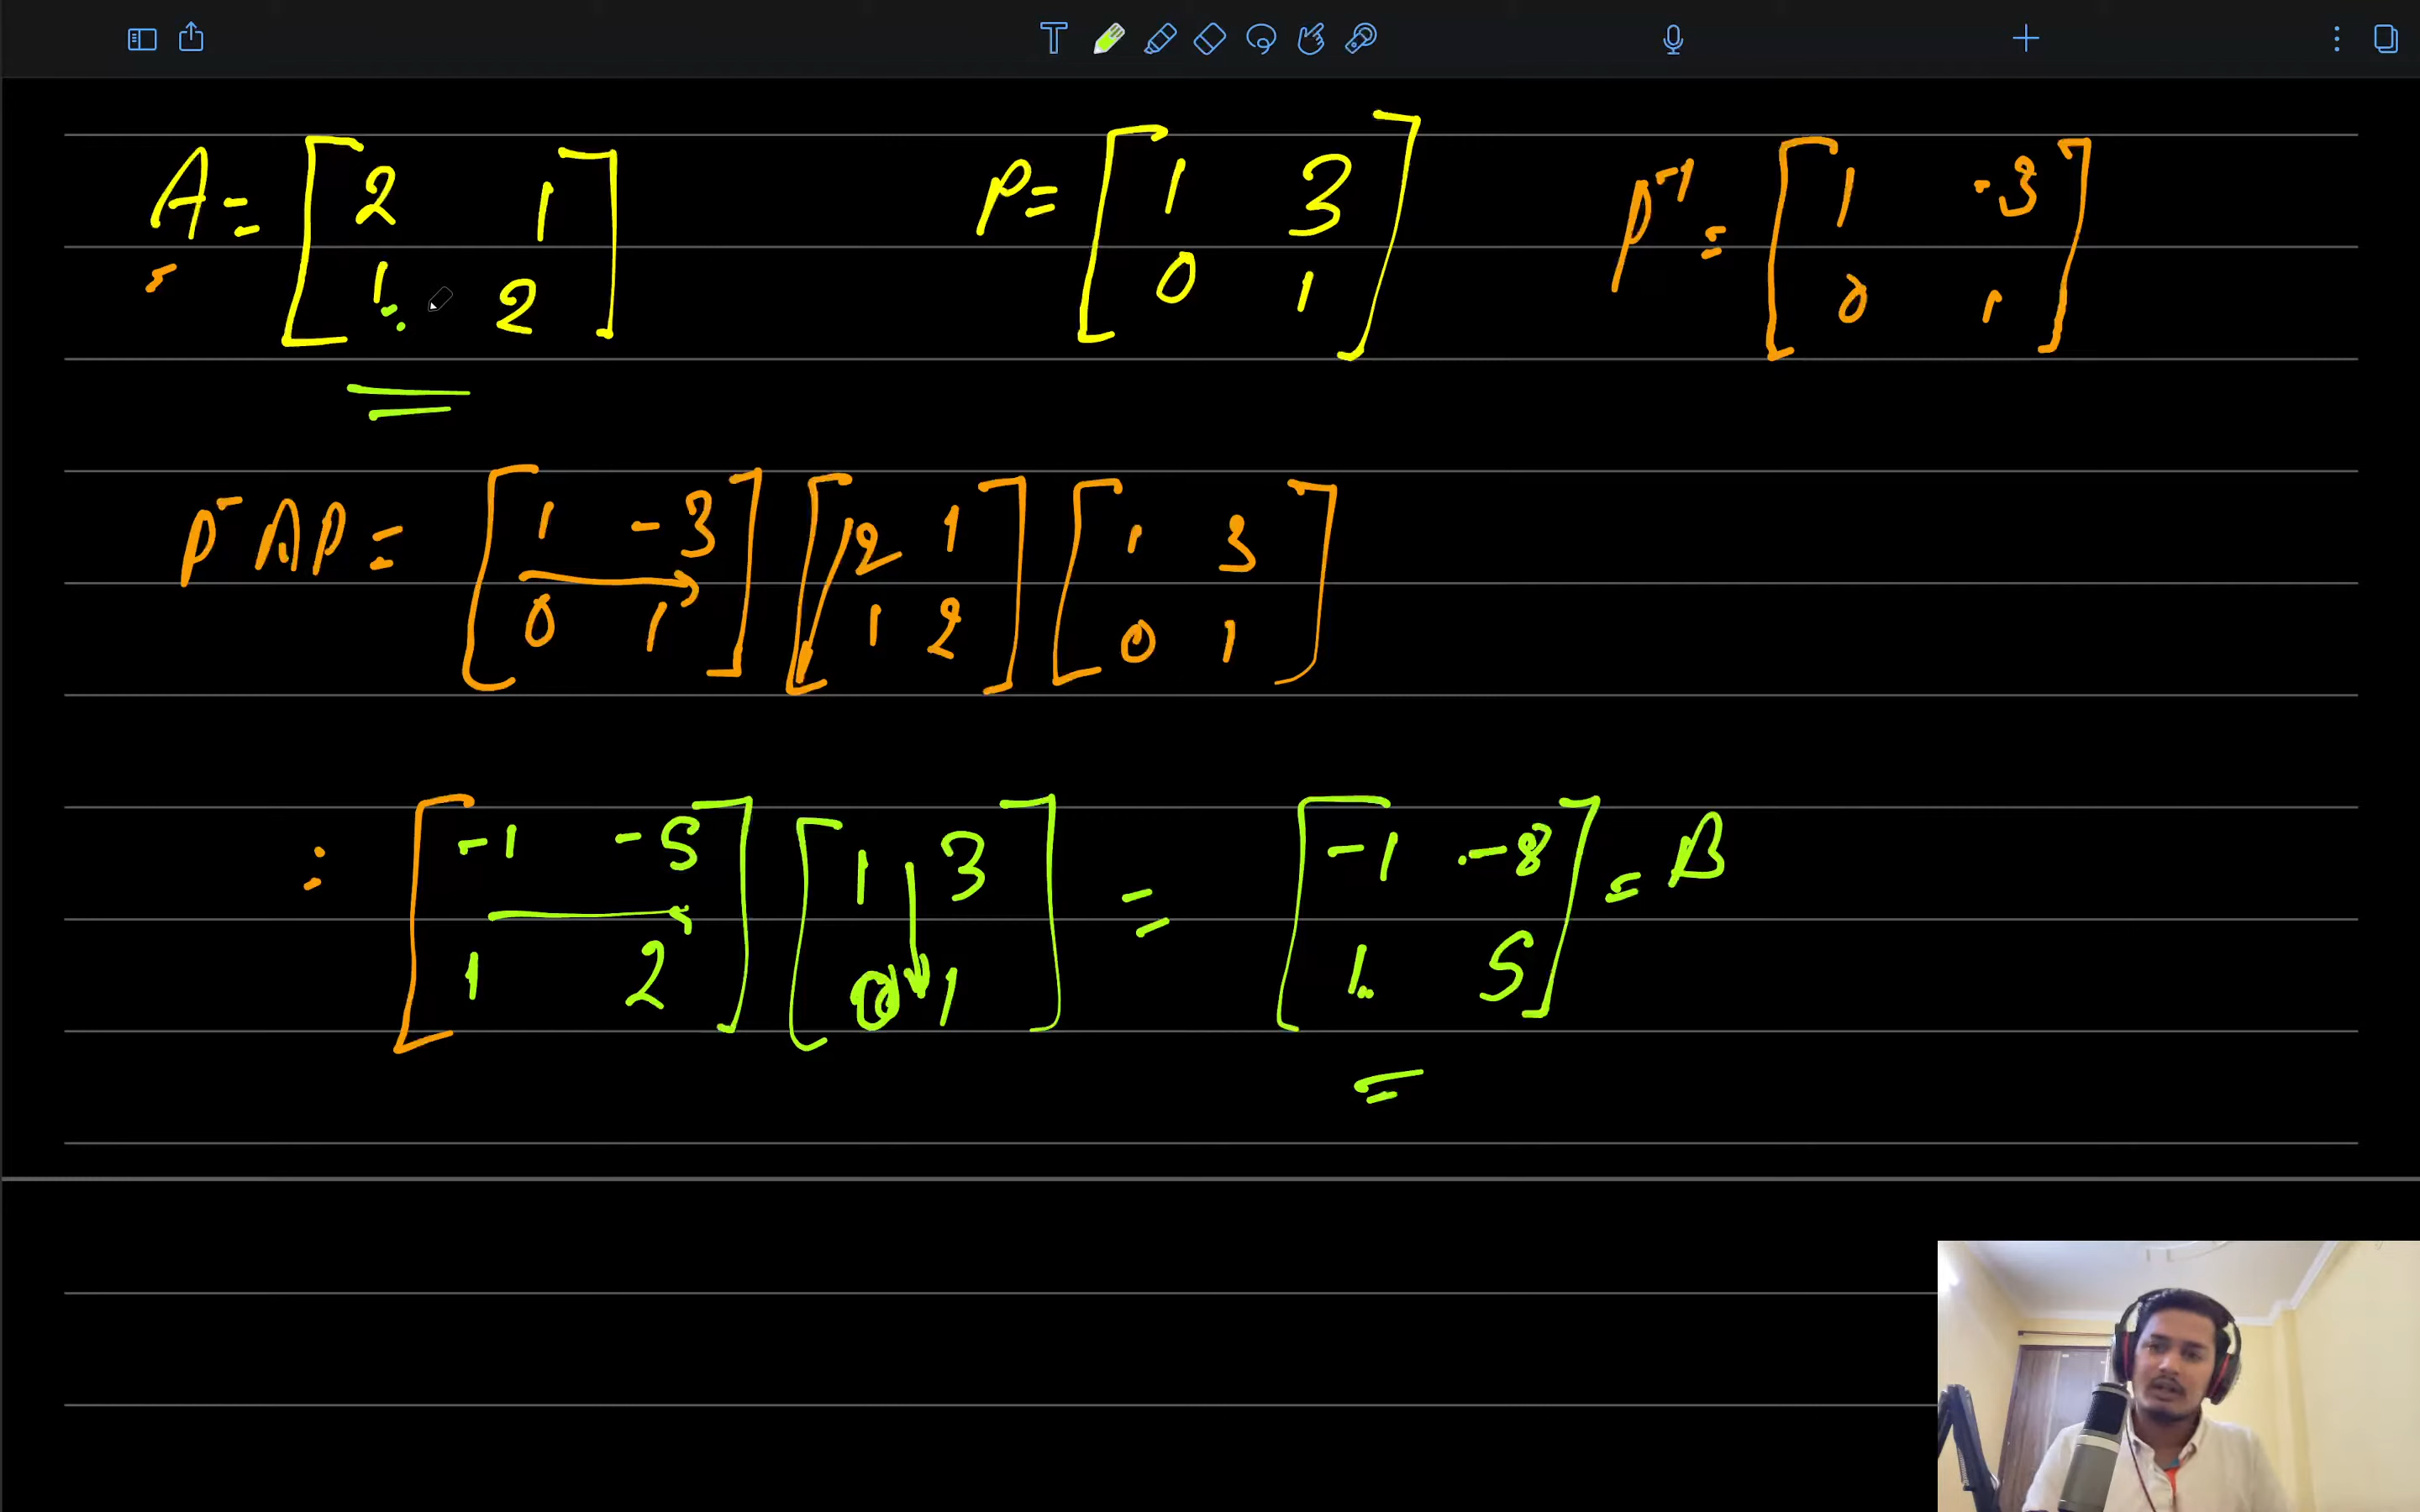 A = [ 2 1 P = [ 1 3 ] P⁻¹ = [ 1 -3
1 2 ] 0 1 ] 0 1 ]
P⁻AP = [ 1 -3 ] [ 2 1 ] [ 1 3 ]
0 1 1 2 0 1
= [ -1 -5 ] [ 1 3 ] = [ -1 -8 ] = B
1 2 0 1 1 5